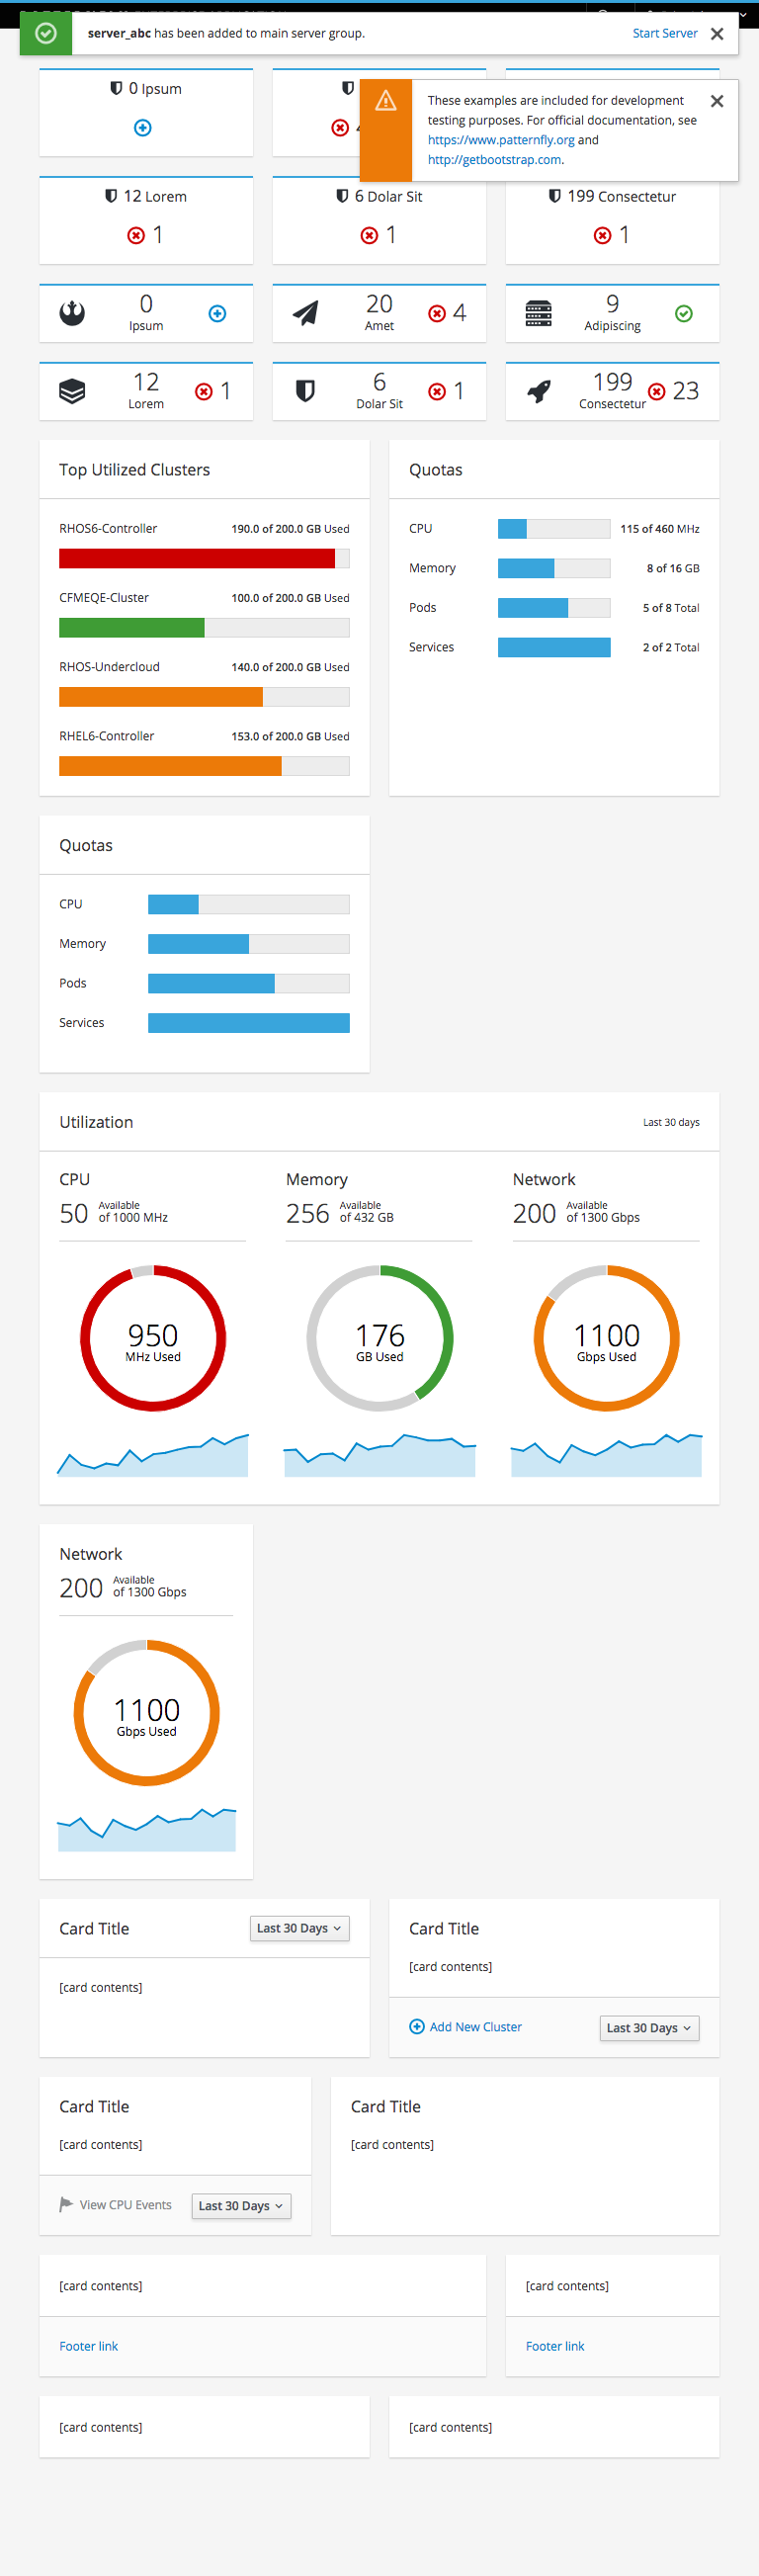 server_abc has been added to main server group. Start Server
0 Ipsum
These examples are included for development
testing purposes. For official documentation, see
https://www.patternfly.org and
http://getbootstrap.com.
12 Lorem
1
6 Dolar Sit
1
199 Consectetur
1
0
Ipsum
20
Amet
4
9
Adipiscing
12
Lorem
1
6
Dolar Sit
1
199
Consectetur
23
Top Utilized Clusters
RHOS6-Controller 190.0 of 200.0 GB Used
CFMEQE-Cluster 100.0 of 200.0 GB Used
RHOS-Undercloud 140.0 of 200.0 GB Used
RHEL6-Controller 153.0 of 200.0 GB Used
Quotas
CPU 115 of 460 MHz
Memory 8 of 16 GB
Pods 5 of 8 Total
Services 2 of 2 Total
Quotas
CPU
Memory
Pods
Services
Utilization Last 30 days
CPU
50 Available
of 1000 MHz
950
MHz Used
Memory
256 Available
of 432 GB
176
GB Used
Network
200 Available
of 1300 Gbps
1100
Gbps Used
Network
200 Available
of 1300 Gbps
1100
Gbps Used
Card Title Last 30 Days
[card contents]
Card Title
[card contents]
Add New Cluster Last 30 Days
Card Title
[card contents]
View CPU Events Last 30 Days
Card Title
[card contents]
[card contents]
Footer link
[card contents]
Footer link
[card contents]
[card contents]